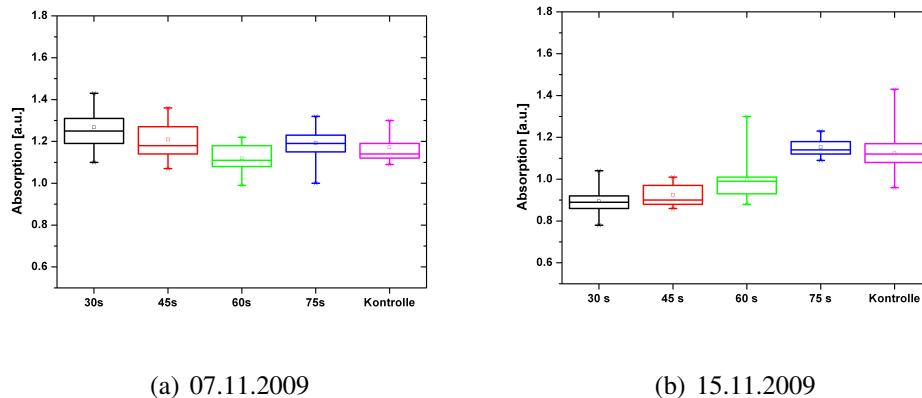 1.8
1.6
1.4
1.2
1.0
0.8
0.6
Absorption [a.u.]
30s 45s 60s 75s Kontrolle
(a) 07.11.2009
1.8
1.6
1.4
1.2
1.0
0.8
0.6
Absorption [a.u.]
30 s 45 s 60 s 75 s Kontrolle
(b) 15.11.2009